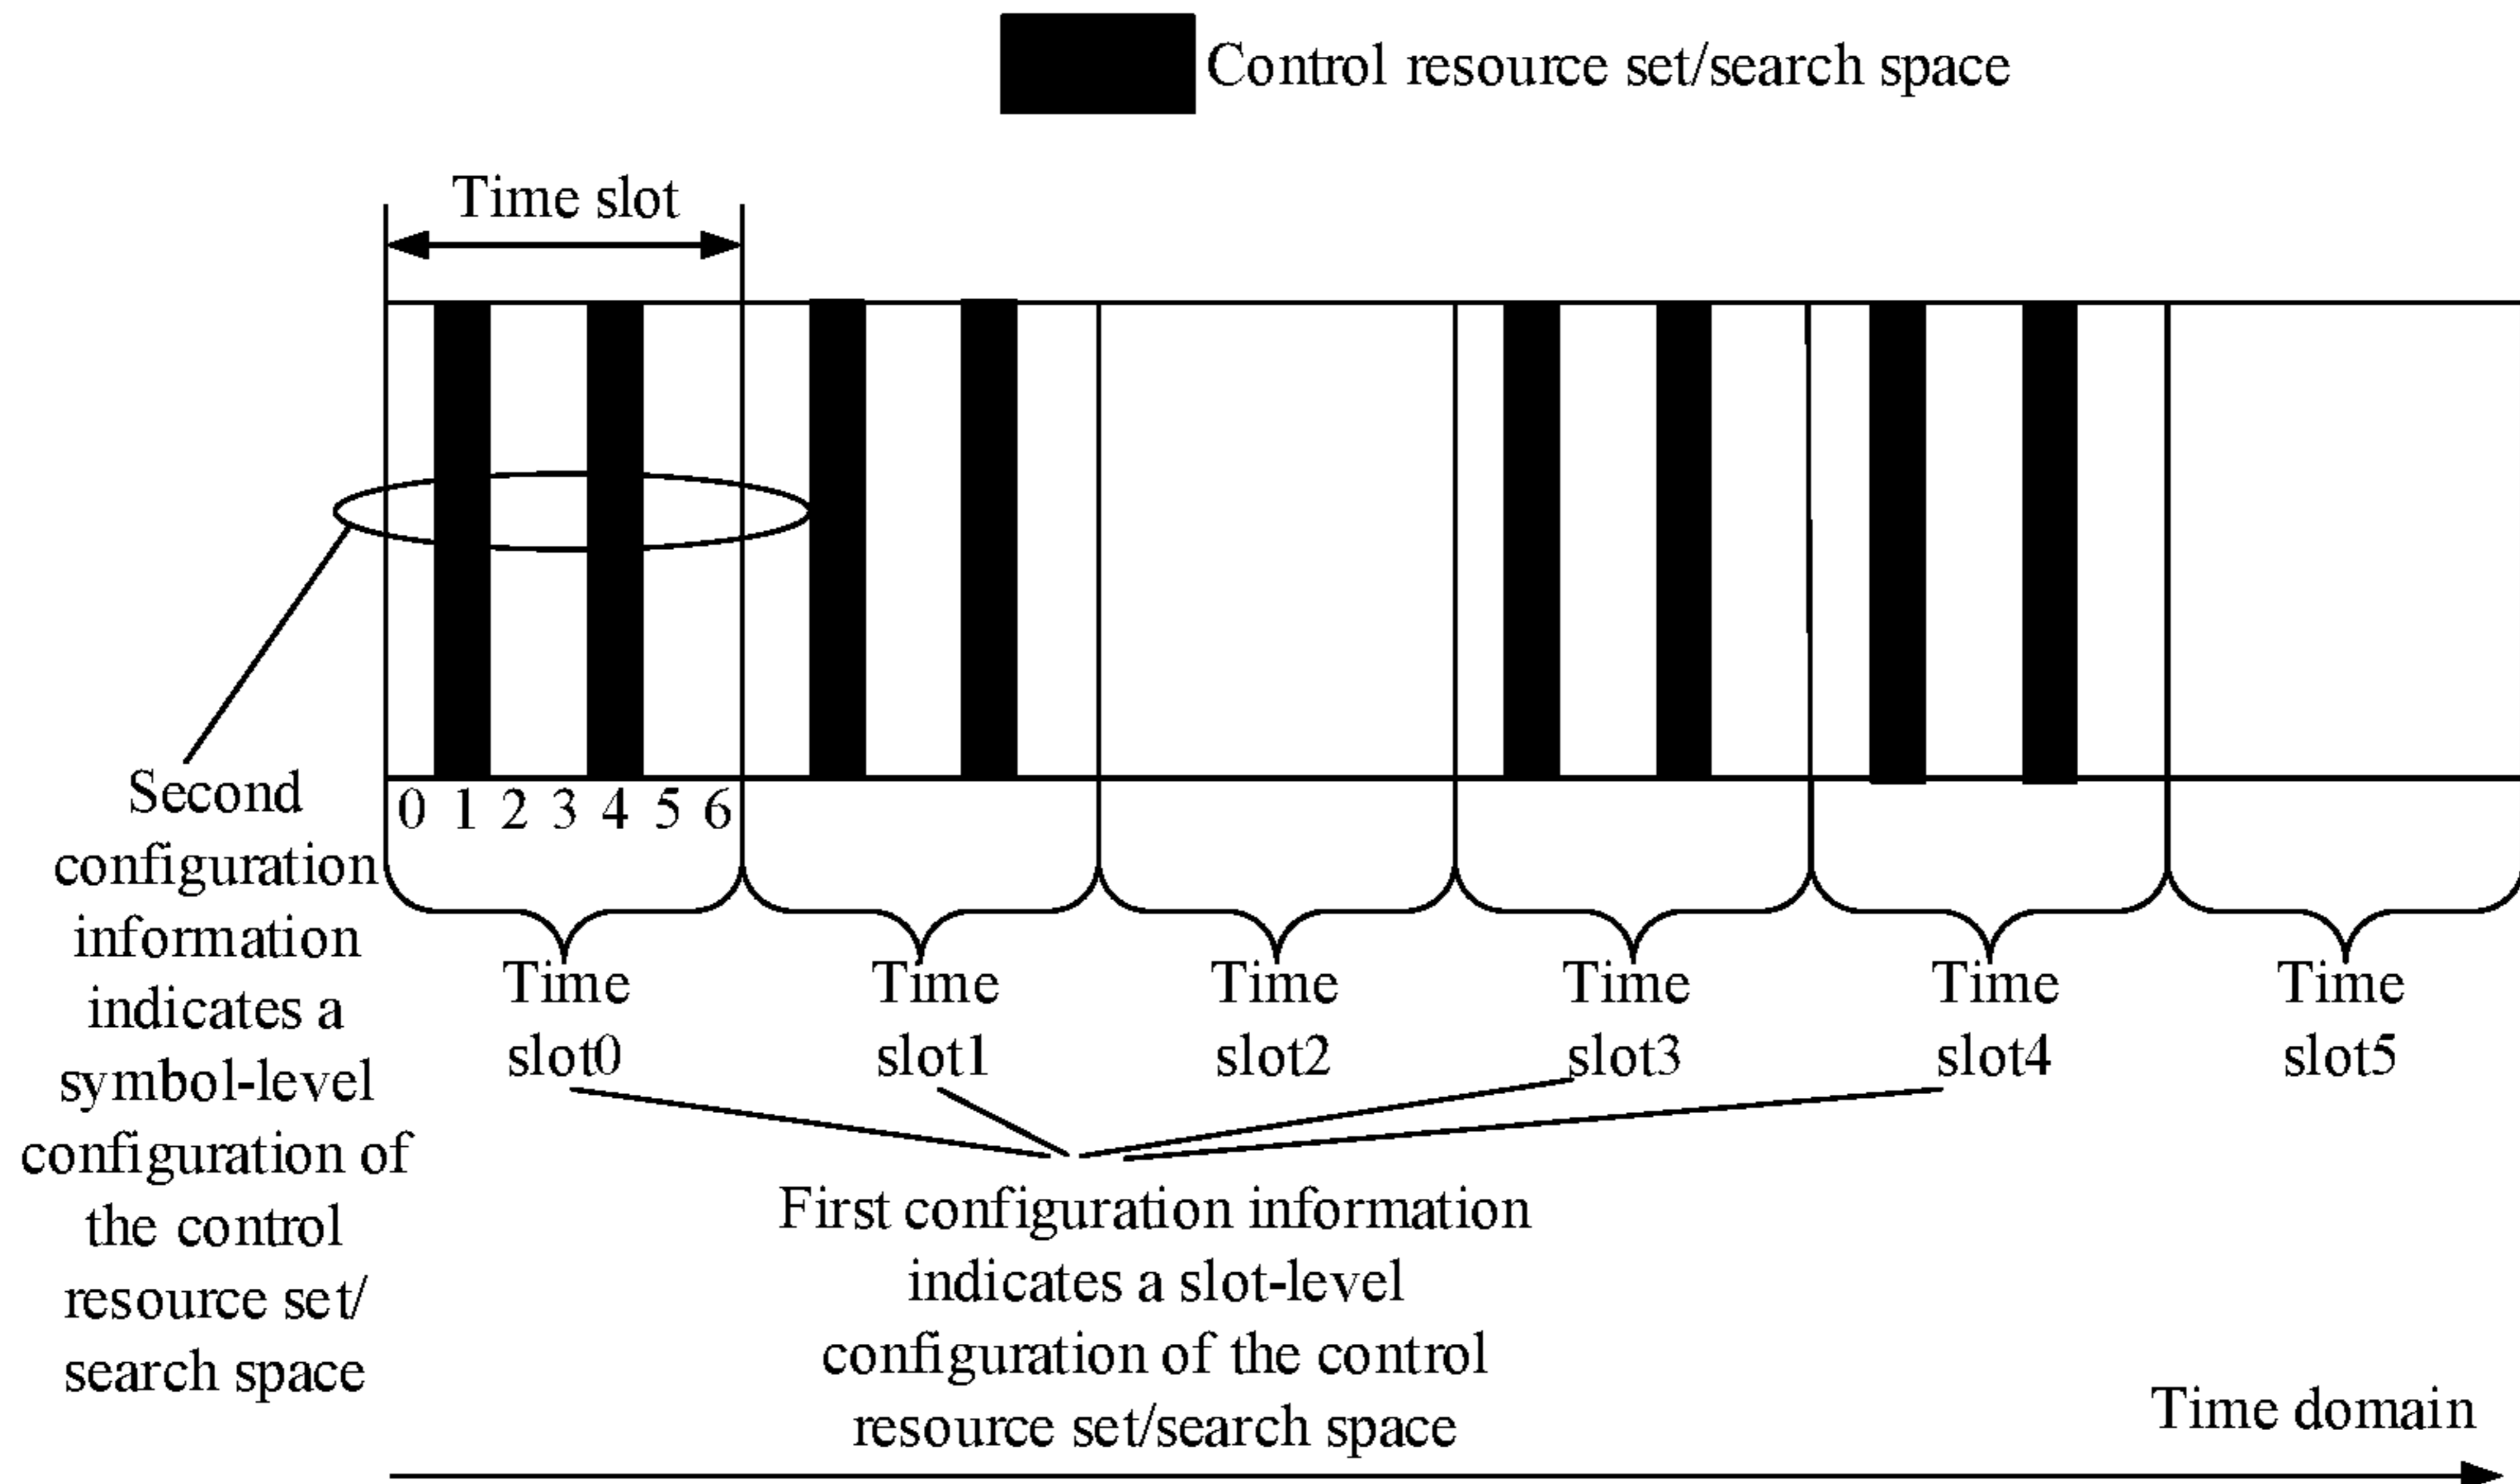 Control resource set/search space
Time slot
0 1 2 3 4 5 6
Second
configuration
information
indicates a
symbol-level
configuration of
the control
resource set/
search space
Time
slot0
Time
slot1
Time
slot2
Time
slot3
Time
slot4
Time
slot5
First configuration information
indicates a slot-level
configuration of the control
resource set/search space
Time domain